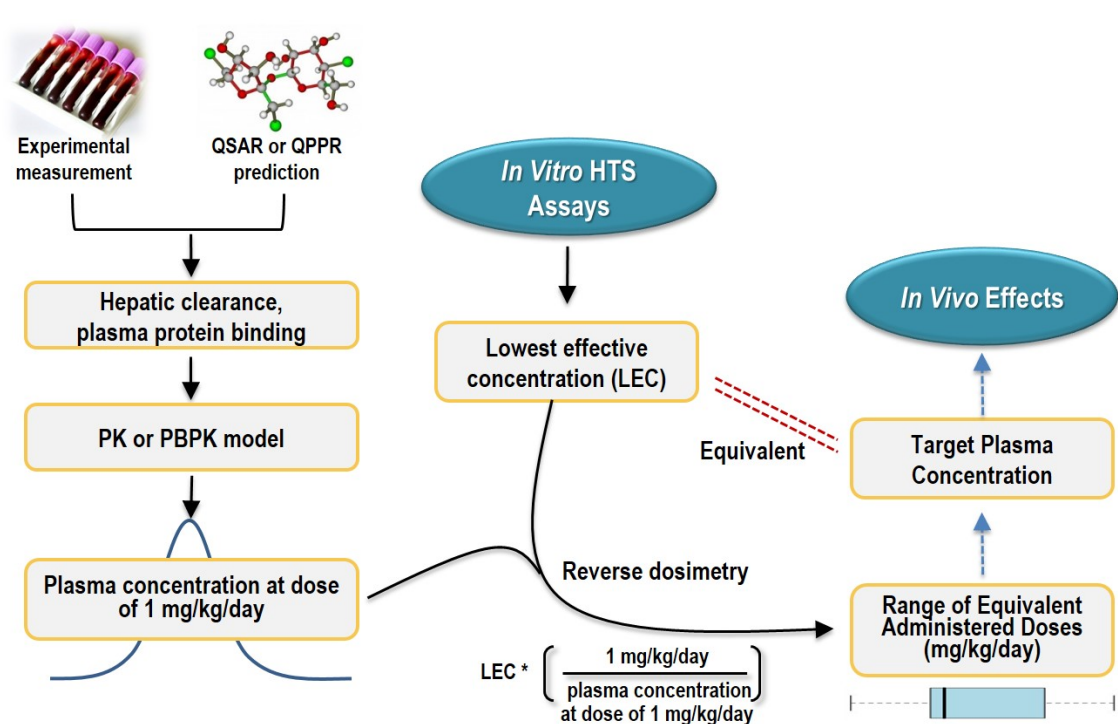 Experimental
measurement
QSAR or QPPR
prediction
Hepatic clearance,
plasma protein binding
PK or PBPK model
Plasma concentration at dose
of 1 mg/kg/day
In Vitro HTS
Assays
Lowest effective
concentration (LEC)
Equivalent
Reverse dosimetry
LEC * ( 1 mg/kg/day
plasma concentration
at dose of 1 mg/kg/day )
In Vivo Effects
Target Plasma
Concentration
Range of Equivalent
Administered Doses
(mg/kg/day)